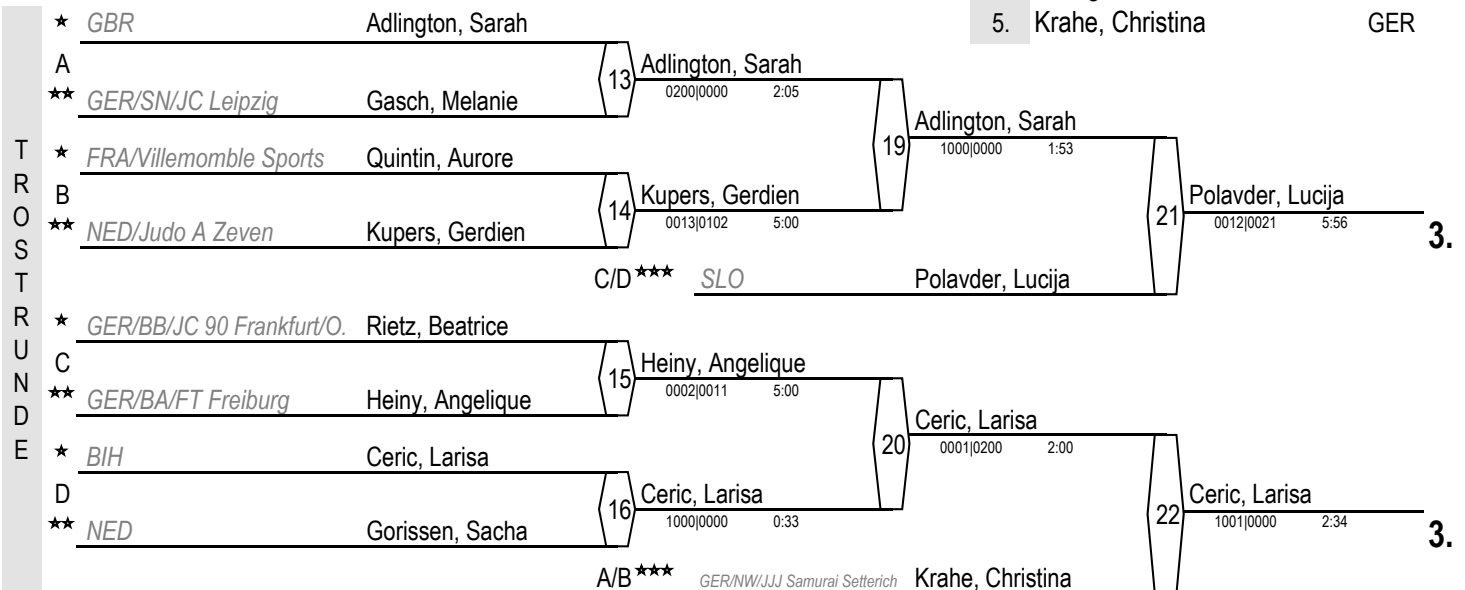 ★ GBR Adlington, Sarah
5. Krahe, Christina GER
A
13 Adlington, Sarah
0200|0000 2:05
★★ GER/SN/JC Leipzig Gasch, Melanie
Adlington, Sarah
19
1000|0000 1:53
★ FRA/Villemomble Sports Quintin, Aurore
B
14 Kupers, Gerdien
0013|0102 5:00
21 Polavder, Lucija
0012|0021 5:56
3.
★★ NED/Judo A Zeven Kupers, Gerdien
C/D ★★★ SLO Polavder, Lucija
TROSTRUNDE
★ GER/BB/JC 90 Frankfurt/O. Rietz, Beatrice
C
15 Heiny, Angelique
0002|0011 5:00
★★ GER/BA/FT Freiburg Heiny, Angelique
Ceric, Larisa
20
0001|0200 2:00
★ BIH Ceric, Larisa
D
16 Ceric, Larisa
1000|0000 0:33
22 Ceric, Larisa
1001|0000 2:34
3.
★★ NED Gorissen, Sacha
A/B ★★★ GER/NW/JJJ Samurai Setterich Krahe, Christina